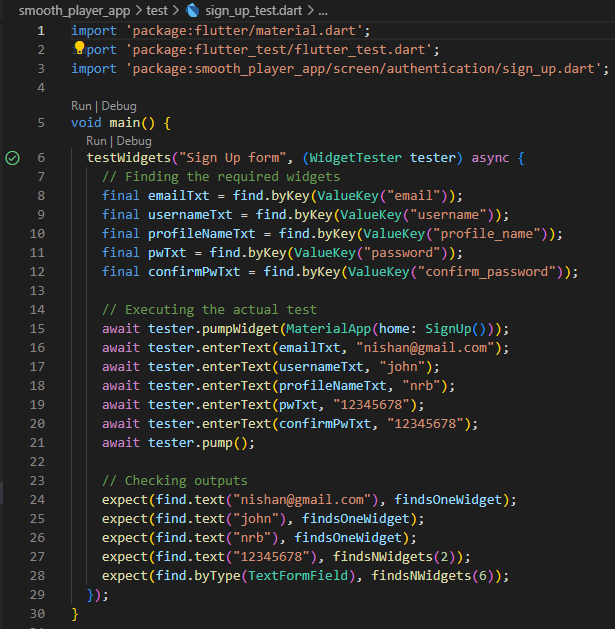 smooth_player_app > test > sign_up_test.dart > ...
1 import 'package:flutter/material.dart';
2 port 'package:flutter_test/flutter_test.dart';
3 import 'package:smooth_player_app/screen/authentication/sign_up.dart';
4
Run | Debug
5 void main() {
Run | Debug
6 testWidgets("Sign Up form", (WidgetTester tester) async {
7 // Finding the required widgets
8 final emailTxt = find.byKey(ValueKey("email"));
9 final usernameTxt = find.byKey(ValueKey("username"));
10 final profileNameTxt = find.byKey(ValueKey("profile_name"));
11 final pwTxt = find.byKey(ValueKey("password"));
12 final confirmPwTxt = find.byKey(ValueKey("confirm_password"));
13
14 // Executing the actual test
15 await tester.pumpWidget(MaterialApp(home: SignUp()));
16 await tester.enterText(emailTxt, "nishan@gmail.com");
17 await tester.enterText(usernameTxt, "john");
18 await tester.enterText(profileNameTxt, "nrb");
19 await tester.enterText(pwTxt, "12345678");
20 await tester.enterText(confirmPwTxt, "12345678");
21 await tester.pump();
22
23 // Checking outputs
24 expect(find.text("nishan@gmail.com"), findsOneWidget);
25 expect(find.text("john"), findsOneWidget);
26 expect(find.text("nrb"), findsOneWidget);
27 expect(find.text("12345678"), findsNWidgets(2));
28 expect(find.byType(TextFormField), findsNWidgets(6));
29 });
30 }